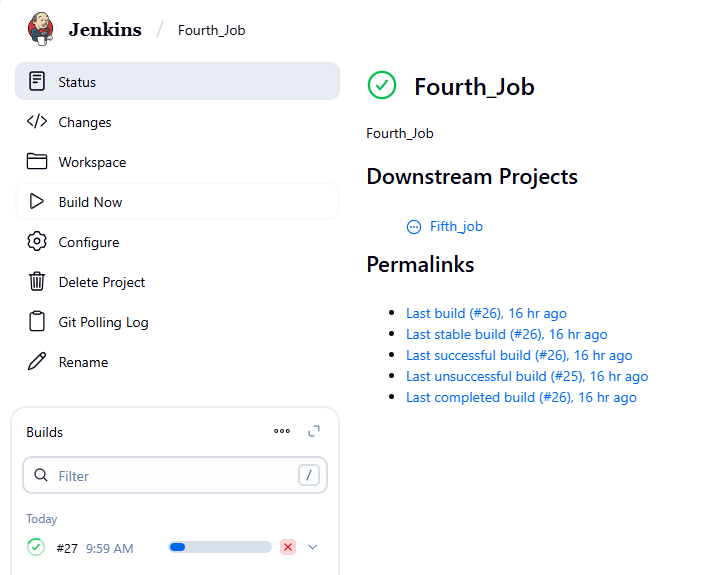 Jenkins / Fourth_Job
Status
Changes
Workspace
Build Now
Configure
Delete Project
Git Polling Log
Rename
Builds
Filter /
Today
#27 9:59 AM
Fourth_Job
Fourth_Job
Downstream Projects
Fifth_job
Permalinks
Last build (#26), 16 hr ago
Last stable build (#26), 16 hr ago
Last successful build (#26), 16 hr ago
Last unsuccessful build (#25), 16 hr ago
Last completed build (#26), 16 hr ago